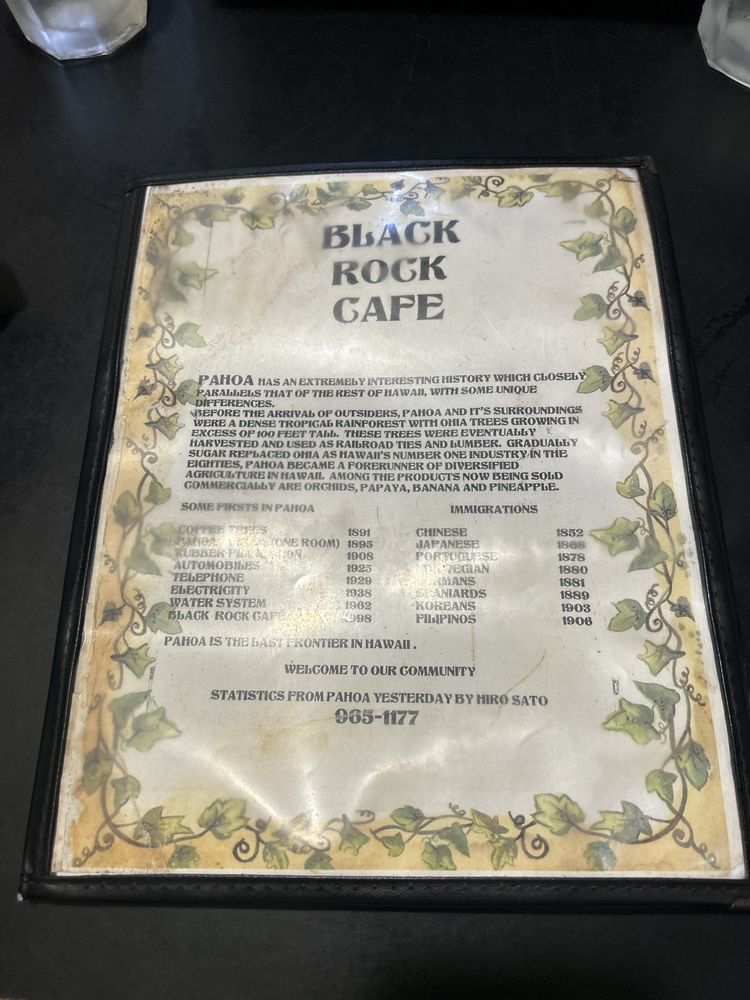 BLACK
ROCK
CAFE
PAHOA HAS AN EXTREMELY INTERESTING HISTORY WHICH CLOSELY
PARALLELS THAT OF THE REST OF HAWAII, WITH SOME UNIQUE
DIFFERENCES.
BEFORE THE ARRIVAL OF OUTSIDERS, PAHOA AND IT'S SURROUNDINGS
WERE A DENSE TROPICAL RAINFOREST WITH OHIA TREES GROWING IN
EXCESS OF 100 FEET TALL. THESE TREES WERE EVENTUALLY
HARVESTED AND USED AS RAILROAD TIES AND LUMBER. GRADUALLY
SUGAR REPLACED OHIA AS HAWAII'S NUMBER ONE INDUSTRY IN THE
EIGHTIES, PAHOA BECAME A FORERUNNER OF DIVERSIFIED
AGRICULTURE IN HAWAII. AMONG THE PRODUCTS NOW BEING SOLD
COMMERCIALLY ARE ORCHIDS, PAPAYA, BANANA AND PINEAPPLE.
SOME FIRSTS IN PAHOA IMMIGRATIONS
COFFEE TREES 1891 CHINESE 1852
PAHOA (ONE ROOM) 1895 JAPANESE 1868
RUBBER 1908 PORTUGUESE 1878
AUTOMOBILES 1925 NORWEGIAN 1880
TELEPHONE 1929 GERMANS 1881
ELECTRICITY 1938 SPANIARDS 1889
WATER SYSTEM 1962 KOREANS 1903
BLACK ROCK CAFE 1998 FILIPINOS 1906
PAHOA IS THE LAST FRONTIER IN HAWAII .
WELCOME TO OUR COMMUNITY
STATISTICS FROM PAHOA YESTERDAY BY HIRO SATO
965-1177